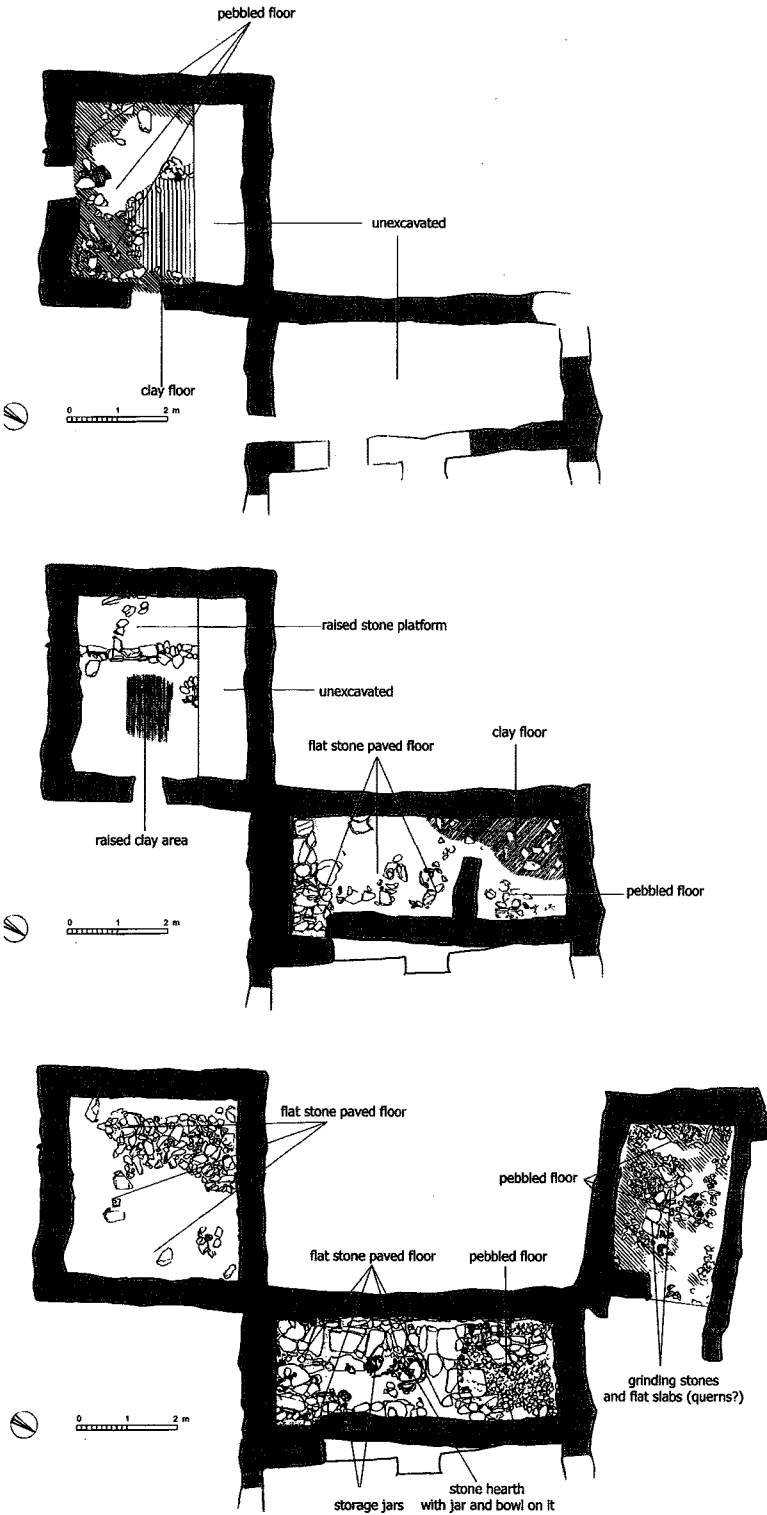 pebbled floor
unexcavated
clay floor
0 1 2 m
raised stone platform
unexcavated
clay floor
flat stone paved floor
raised clay area
pebbled floor
0 1 2 m
flat stone paved floor
pebbled floor
flat stone paved floor
pebbled floor
grinding stones
and flat slabs (querns?)
0 1 2 m
stone hearth
with jar and bowl on it
storage jars